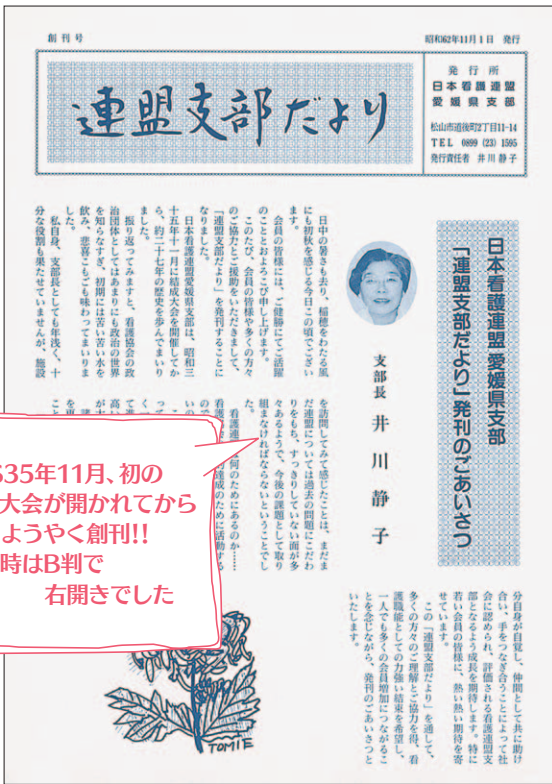 創刊号
昭和62年11月1日 発行
連盟支部だより
発行所
日本看護連盟
愛媛県支部
松山市道後町2丁目11-14
TEL 0899(23)1595
発行責任者 井川静子
日本看護連盟 愛媛県支部
「連盟支部だより」発刊のごあいさつ
支部長 井川静子
日中の暑さも去り、稲穂をわたる風
にも初秋を感じる今日この頃でござい
ます。
会員の皆様には、ご健勝にてご活躍
のこととおよろこび申し上げます。
このたび、会員の皆様や多くの方々
のご協力とご援助をいただきまして、
「連盟支部だより」を発刊することに
なりました。
日本看護連盟愛媛県支部は、昭和三
十五年十一月に結成大会を開催してか
ら、約二十七年の歴史を歩んでまいり
ました。
振り返ってみますと、看護協会の政
治団体としてはあまりにも政治の世界
を知らなすぎ、初期には苦い苦い水を
飲み、悲喜こもごも味わってまいりま
した。
私自身、支部長としても年浅く、十
分な役割も果たせていませんが、施設
を訪問してみて感じたことは、まだま
だ連盟については過去の問題にこだわ
りをもち、すっきりしていない面が多
々あるようで、今後の課題として取り
組まなければならないということでし
た。
看護連盟は何のためにあるのか……
達成のために活動する
分自身が自覚し、仲間として共に助け
合い、手をつなぎ合うことによって社
会に認められ、評価される看護連盟支
部となるよう成長を期待します。特に
若い会員の皆様に、熱い熱い期待を寄
せています。
この「連盟支部だより」を通して、
多くの方々のご理解とご協力を得、看
護職能としての力強い結束を希望し、
一人でも多くの会員増加につながるこ
とを念じながら、発刊のごあいさつと
いたします。
S35年11月、初の
大会が開かれてから
ようやく創刊!!
時はB判で
右開きでした
TOMIE